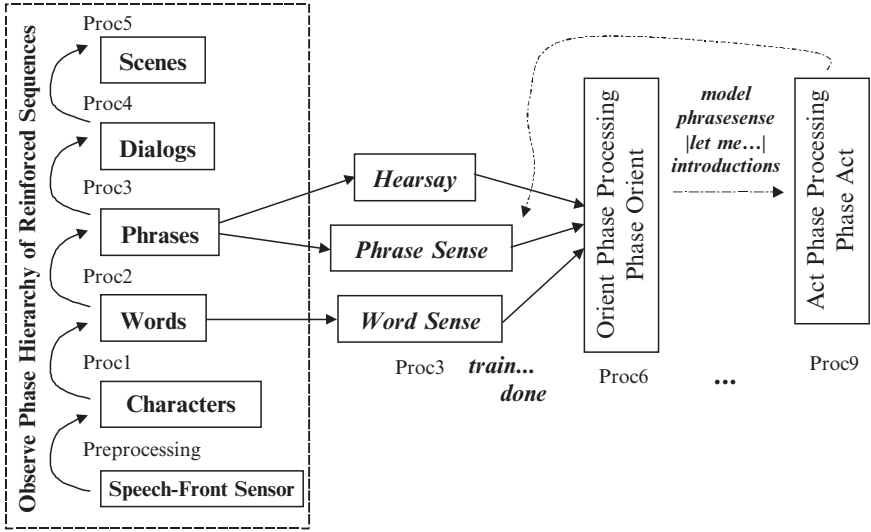 Observe Phase Hierarchy of Reinforced Sequences
Proc5
Scenes
Proc4
Dialogs
Proc3
Phrases
Proc2
Words
Proc1
Characters
Preprocessing
Speech-Front Sensor
Hearsay
Phrase Sense
Word Sense
Proc3
train...
done
Orient Phase Processing
Phase Orient
Proc6
model
phrasesense
|let me...|
introductions
...
Act Phase Processing
Phase Act
Proc9